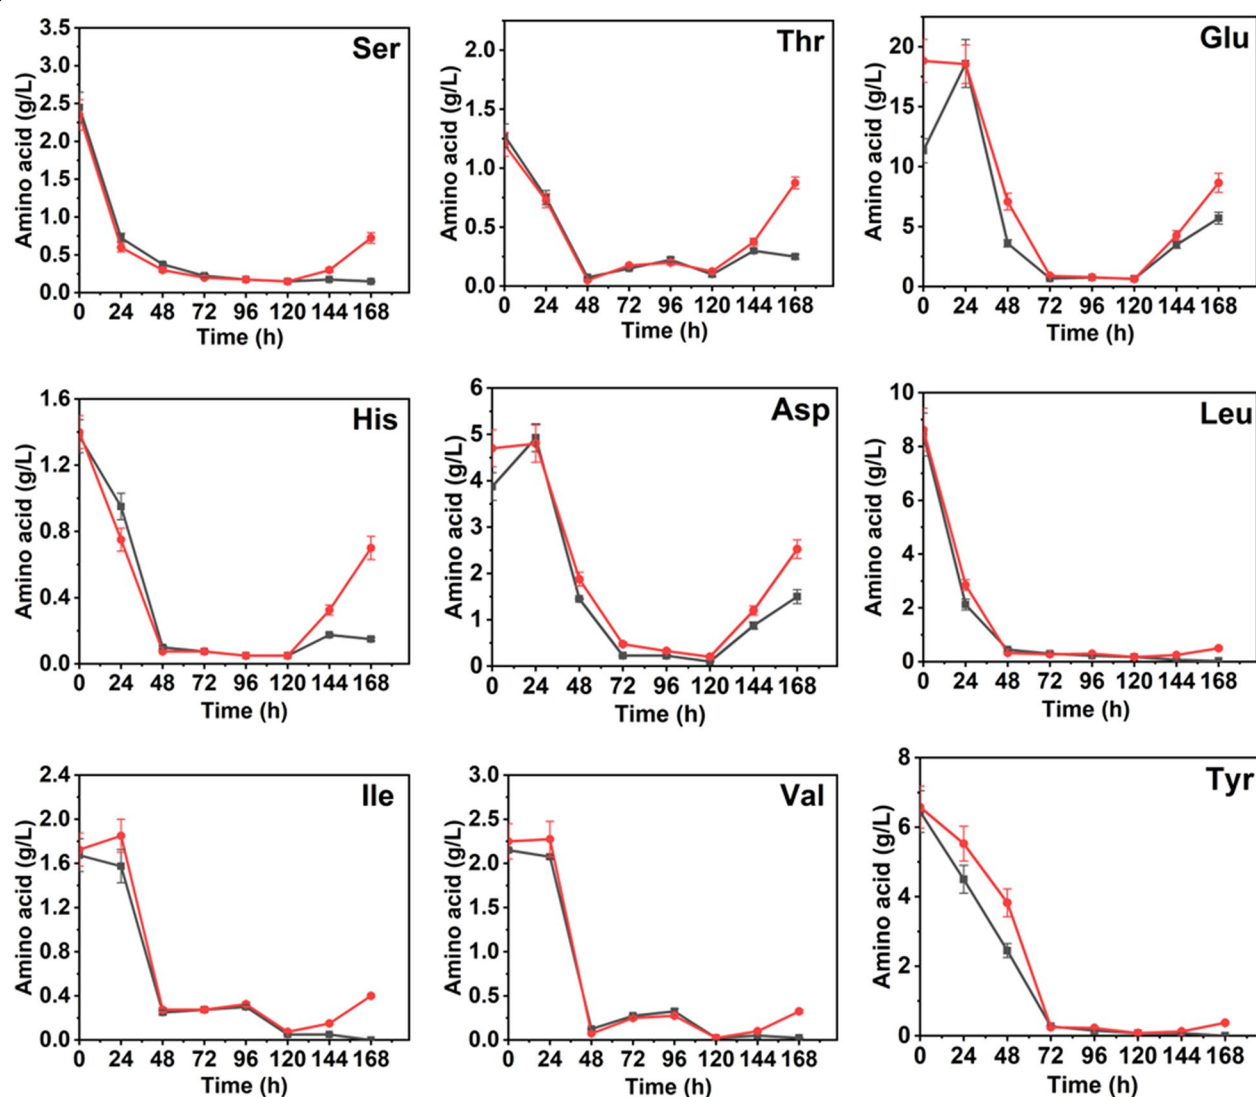 Ser
Amino acid (g/L)
3.5
3.0
2.5
2.0
1.5
1.0
0.5
0.0
0 24 48 72 96 120 144 168
Time (h)
Thr
Amino acid (g/L)
2.0
1.5
1.0
0.5
0.0
0 24 48 72 96 120 144 168
Time (h)
Glu
Amino acid (g/L)
20
15
10
5
0
0 24 48 72 96 120 144 168
Time (h)
His
Amino acid (g/L)
1.6
1.2
0.8
0.4
0.0
0 24 48 72 96 120 144 168
Time (h)
Asp
Amino acid (g/L)
6
5
4
3
2
1
0
0 24 48 72 96 120 144 168
Time (h)
Leu
Amino acid (g/L)
10
8
6
4
2
0
0 24 48 72 96 120 144 168
Time (h)
Ile
Amino acid (g/L)
2.4
2.0
1.6
1.2
0.8
0.4
0.0
0 24 48 72 96 120 144 168
Time (h)
Val
Amino acid (g/L)
3.0
2.5
2.0
1.5
1.0
0.5
0.0
0 24 48 72 96 120 144 168
Time (h)
Tyr
Amino acid (g/L)
8
6
4
2
0
0 24 48 72 96 120 144 168
Time (h)